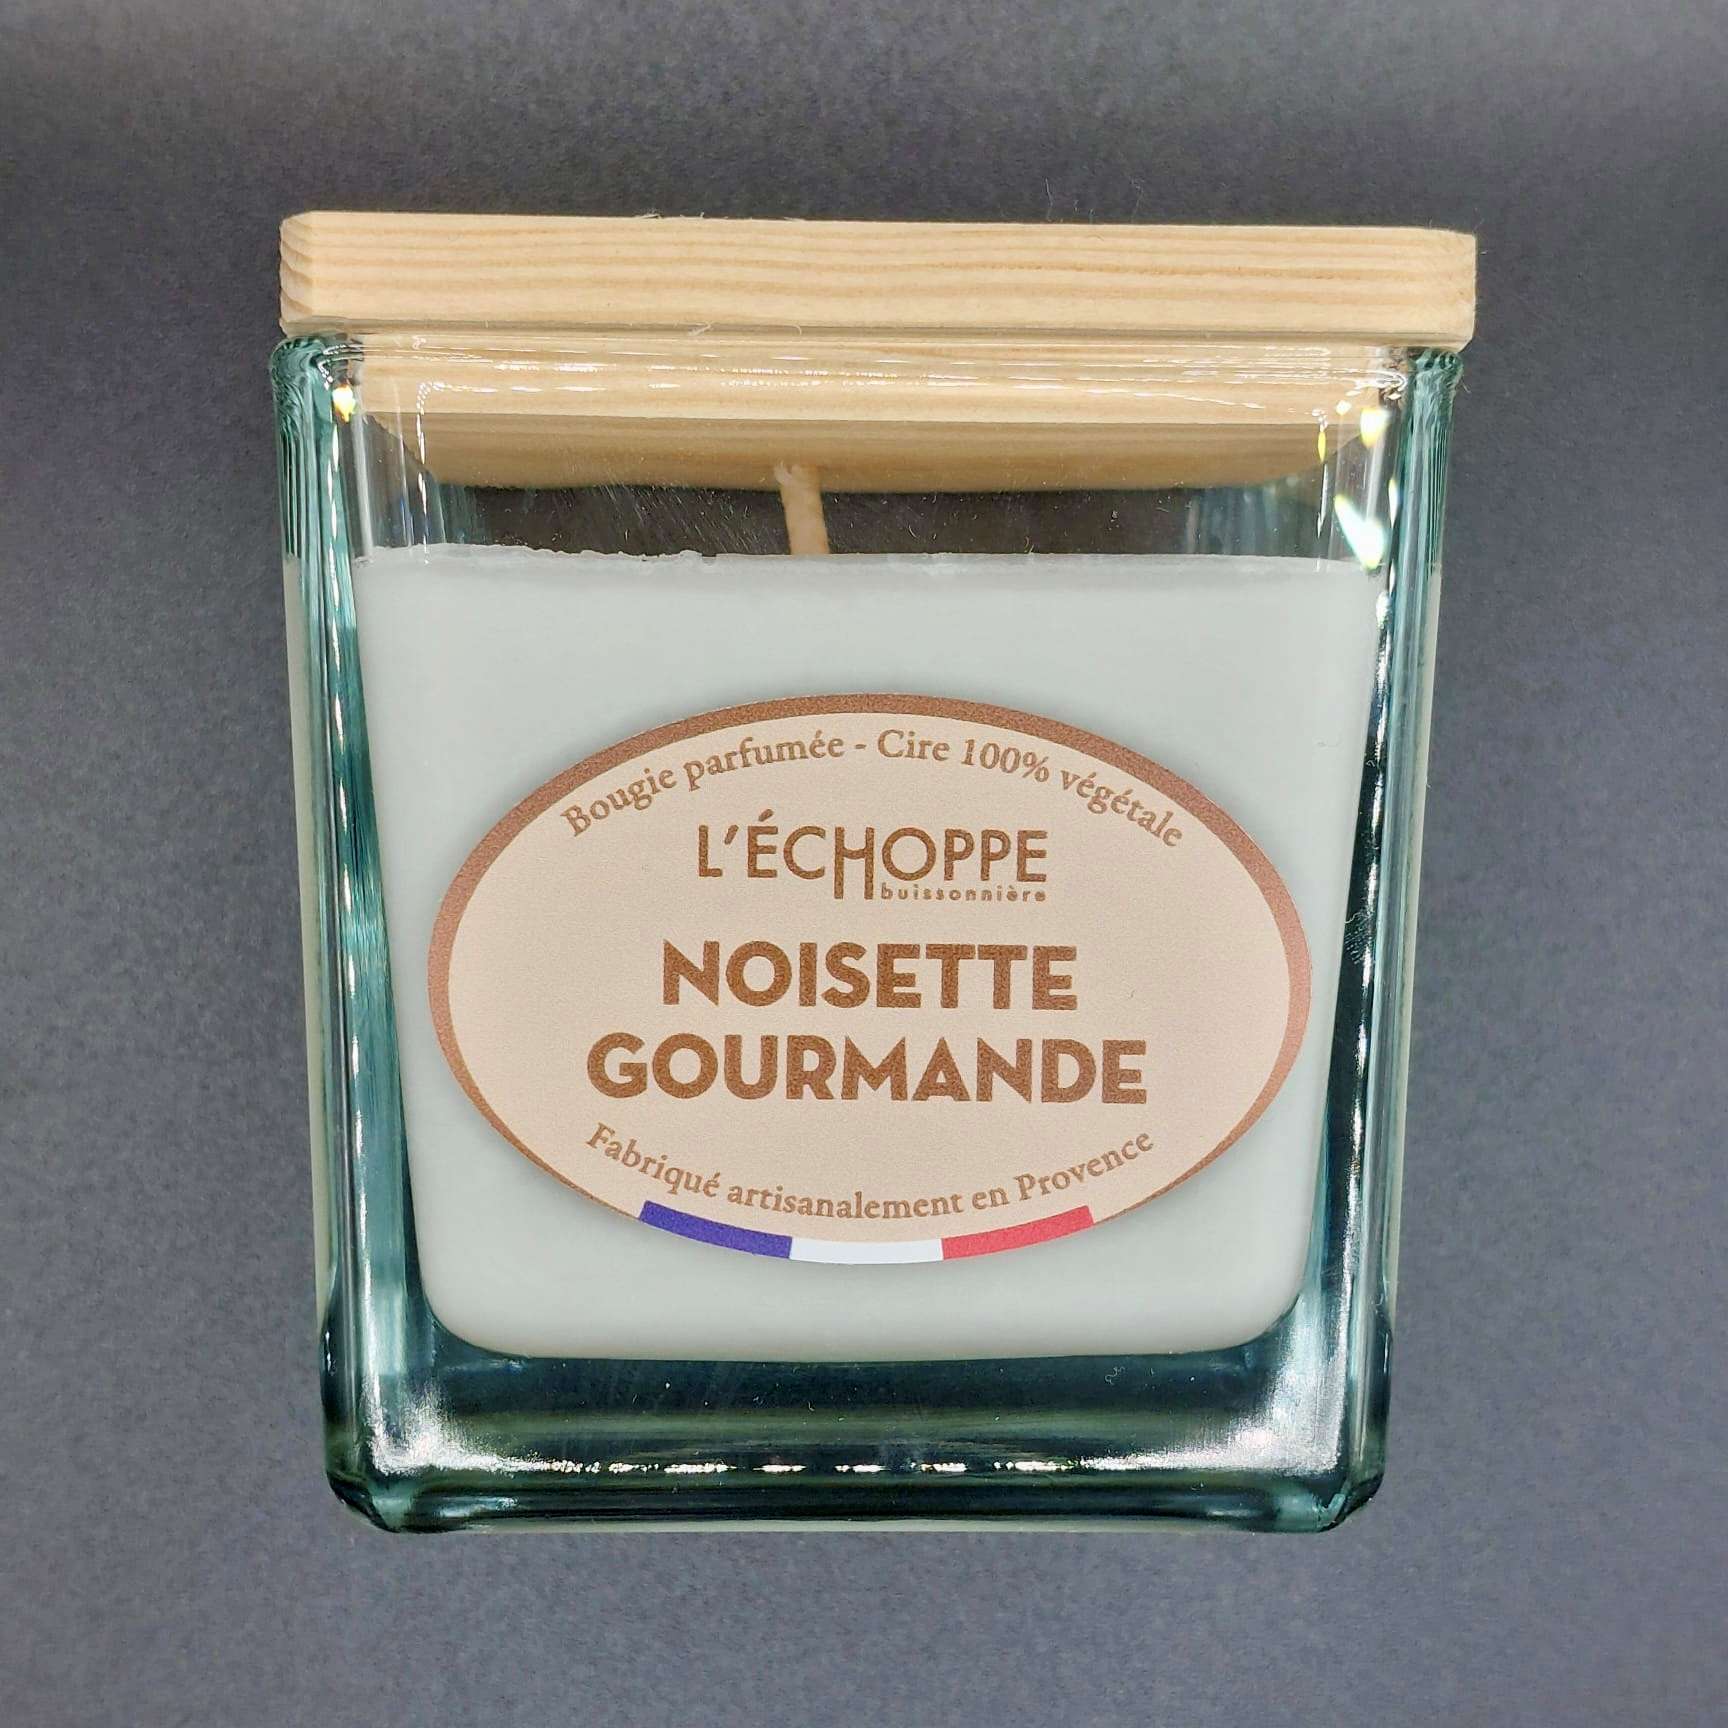 Bougie parfumée - Cire 100% végétale
L'ÉCHOPPE
buissonnière
NOISETTE
GOURMANDE
Fabriqué artisanalement en Provence